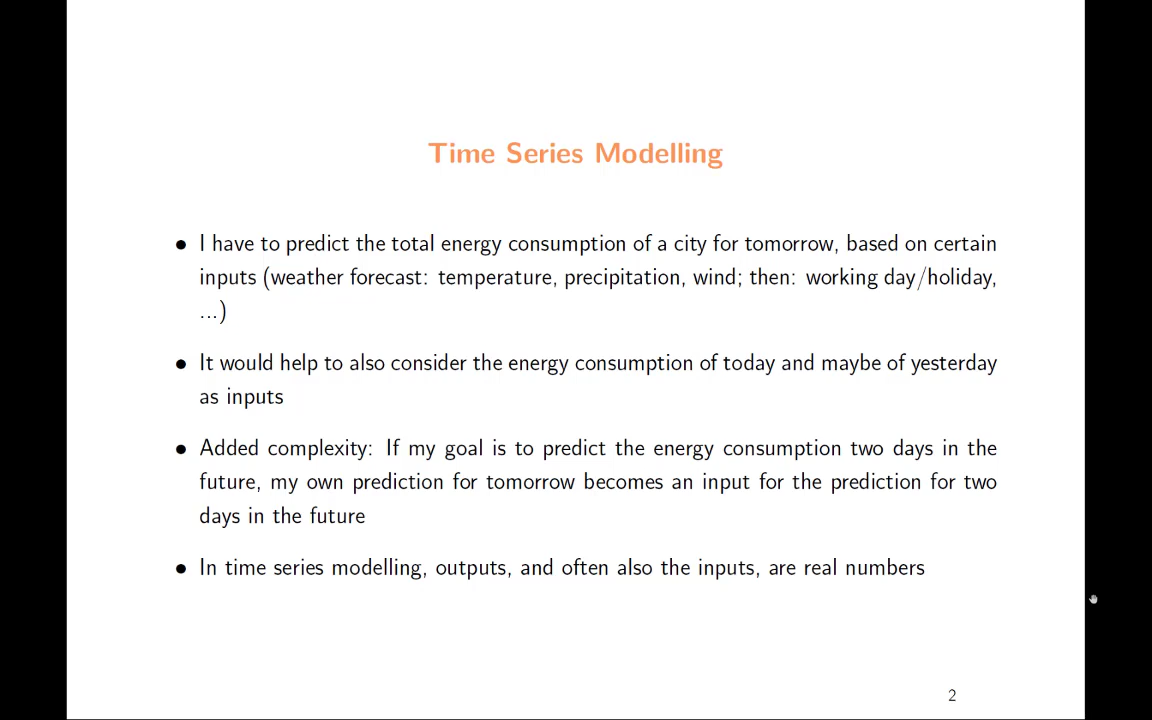 Time Series Modelling
• I have to predict the total energy consumption of a city for tomorrow, based on certain
inputs (weather forecast: temperature, precipitation, wind; then: working day/holiday,
...)
• It would help to also consider the energy consumption of today and maybe of yesterday
as inputs
• Added complexity: If my goal is to predict the energy consumption two days in the
future, my own prediction for tomorrow becomes an input for the prediction for two
days in the future
• In time series modelling, outputs, and often also the inputs, are real numbers
2